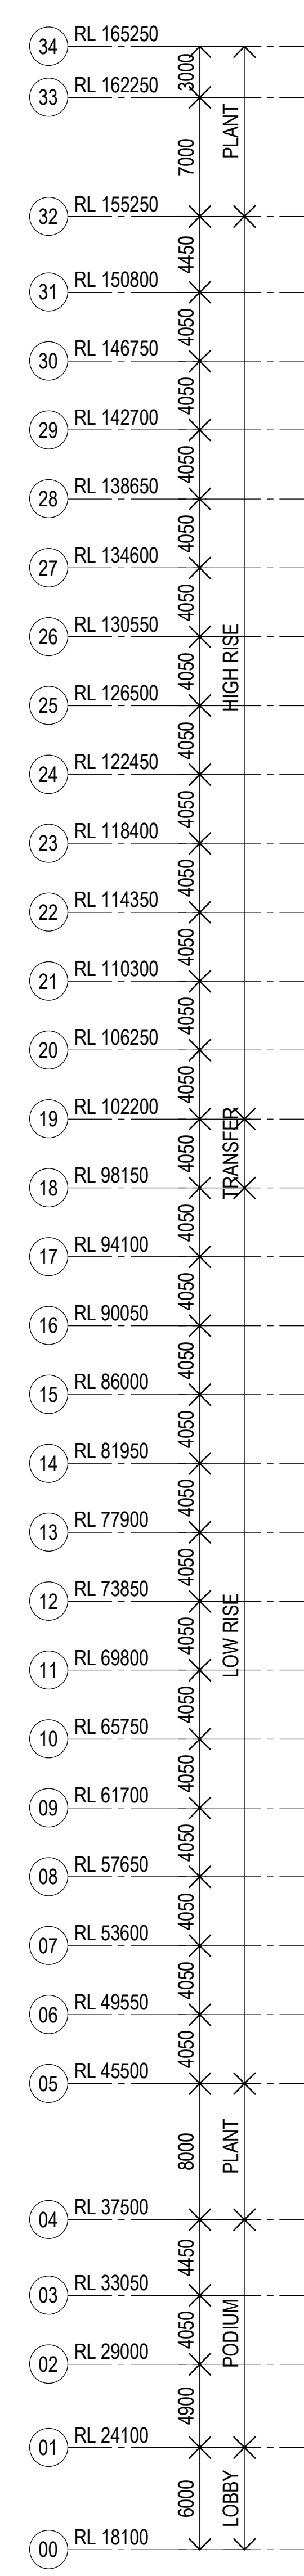 34 RL 165250
3000
33 RL 162250
7000
PLANT
32 RL 155250
4450
31 RL 150800
4050
30 RL 146750
4050
29 RL 142700
4050
28 RL 138650
4050
27 RL 134600
4050
26 RL 130550
4050
HIGH RISE
25 RL 126500
4050
24 RL 122450
4050
23 RL 118400
4050
22 RL 114350
4050
21 RL 110300
4050
20 RL 106250
4050
19 RL 102200
4050
TRANSFER
18 RL 98150
4050
17 RL 94100
4050
16 RL 90050
4050
15 RL 86000
4050
14 RL 81950
4050
13 RL 77900
4050
12 RL 73850
4050
LOW RISE
11 RL 69800
4050
10 RL 65750
4050
09 RL 61700
4050
08 RL 57650
4050
07 RL 53600
4050
06 RL 49550
4050
05 RL 45500
8000
PLANT
04 RL 37500
4450
03 RL 33050
4050
PODIUM
02 RL 29000
4900
01 RL 24100
6000
LOBBY
00 RL 18100